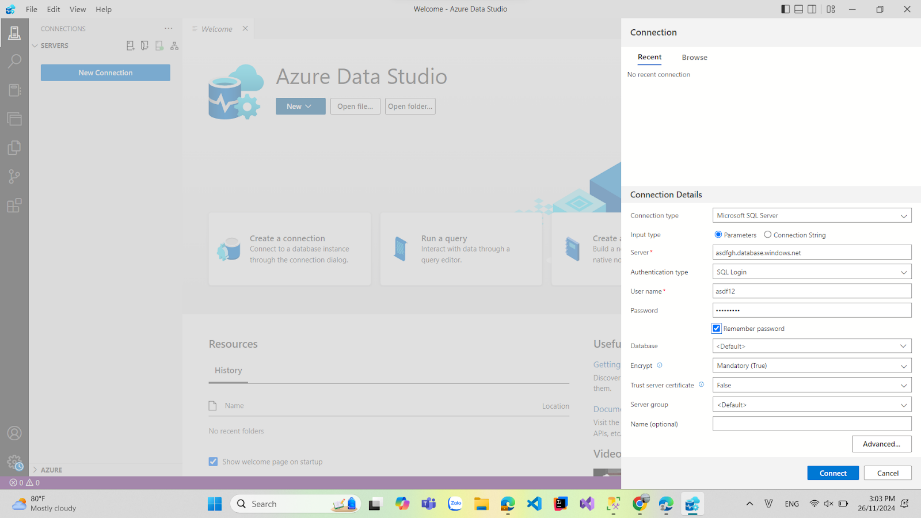 File Edit View Help
Welcome - Azure Data Studio
CONNECTIONS
SERVERS
New Connection
Welcome
Azure Data Studio
New
Open file...
Open folder...
Create a connection
Connect to a database instance
through the connection dialog.
Run a query
Interact with data through a
query editor.
Create a
Build a n
native no
Resources
History
Name
Location
No recent folders
Show welcome page on startup
Usefu
Getting
Discover
them.
Docume
Visit the
APIs, etc.
Video
AZURE
0 0
Connection
Recent
Browse
No recent connection
Connection Details
Connection type
Microsoft SQL Server
Input type
Parameters
Connection String
Server*
asdfgh.database.windows.net
Authentication type
SQL Login
User name*
asdf12
Password
•••••••••
Remember password
Database
<Default>
Encrypt
Mandatory (True)
Trust server certificate
False
Server group
<Default>
Name (optional)
Advanced...
Connect
Cancel
80°F
Mostly cloudy
Search
Zalo
V
ENG
3:03 PM
26/11/2024